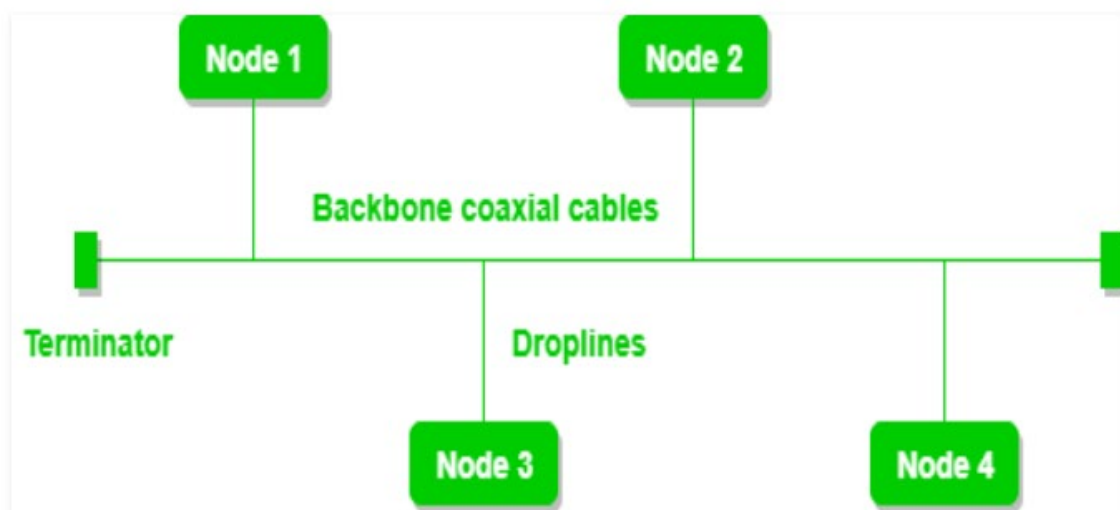 Node 1
Node 2
Backbone coaxial cables
Terminator
Droplines
Node 3
Node 4